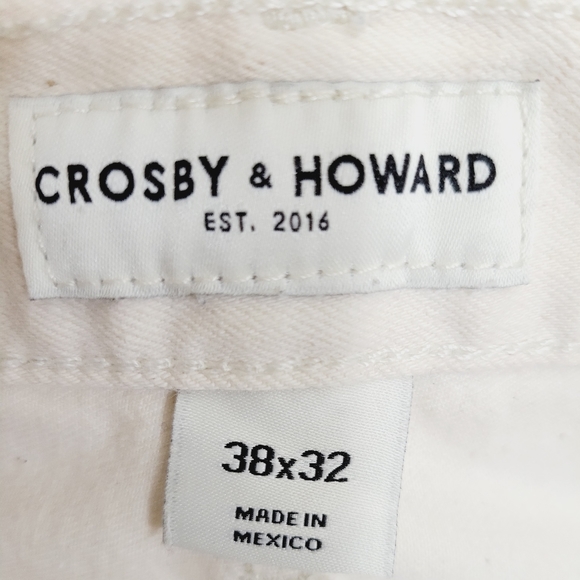 CROSBY & HOWARD
EST. 2016
38x32
MADE IN
MEXICO